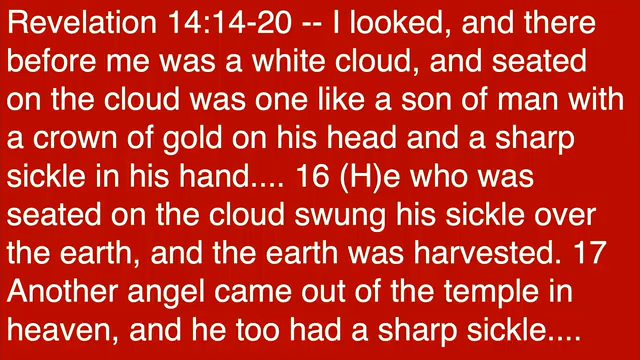 Revelation 14:14-20 -- I looked, and there
before me was a white cloud, and seated
on the cloud was one like a son of man with
a crown of gold on his head and a sharp
sickle in his hand.... 16 (H)e who was
seated on the cloud swung his sickle over
the earth, and the earth was harvested. 17
Another angel came out of the temple in
heaven, and he too had a sharp sickle....